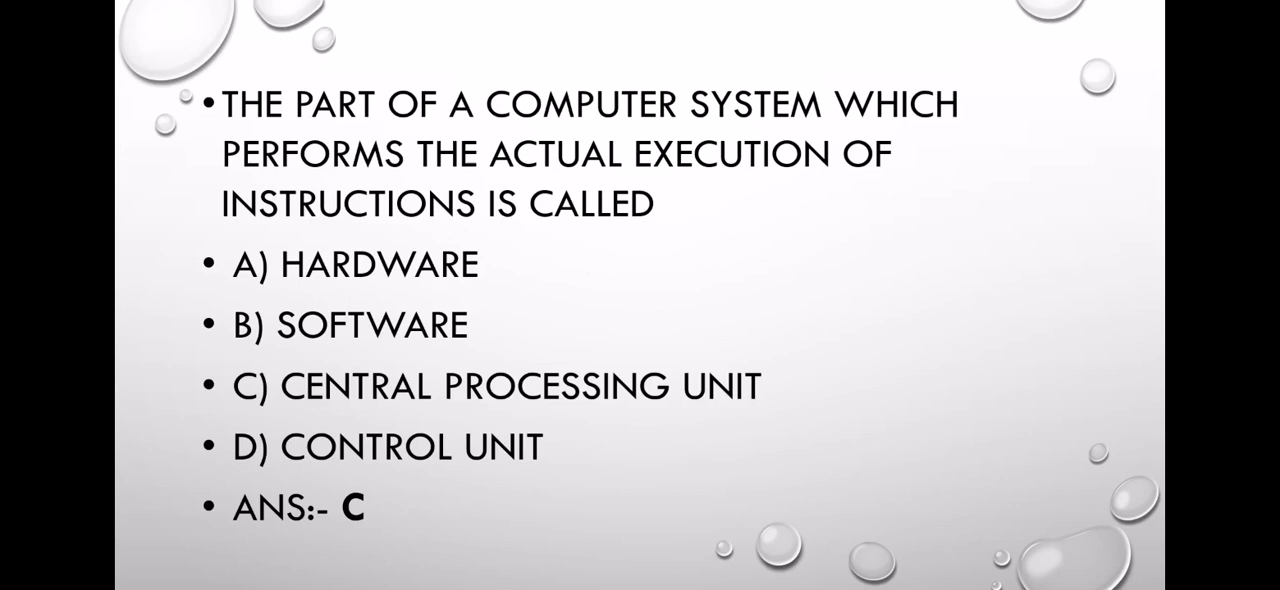 • THE PART OF A COMPUTER SYSTEM WHICH
PERFORMS THE ACTUAL EXECUTION OF
INSTRUCTIONS IS CALLED
• A) HARDWARE
• B) SOFTWARE
• C) CENTRAL PROCESSING UNIT
• D) CONTROL UNIT
• ANS:- C